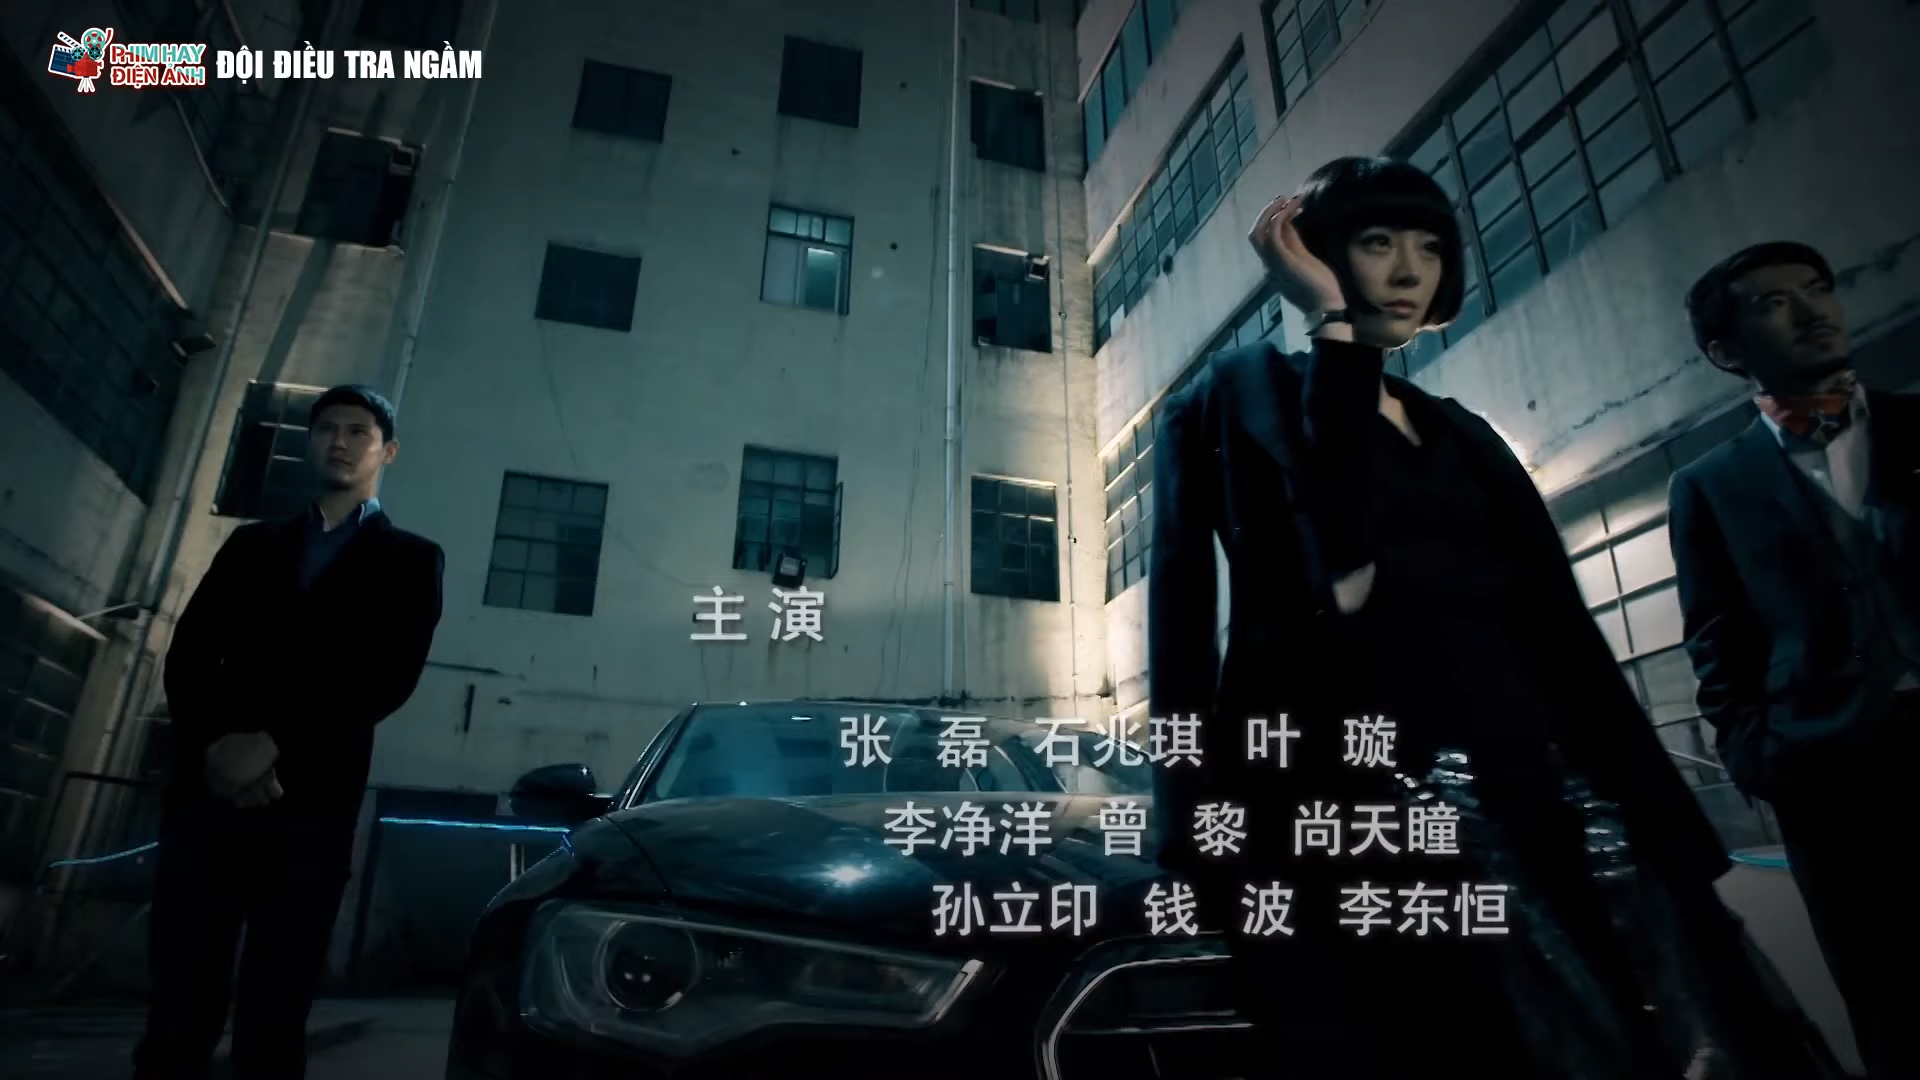 PHIM HAY
ĐIỆN ẢNH
ĐỘI ĐIỀU TRA NGẦM
主演
张磊 石兆琪 叶璇
李净洋 曾黎 尚天瞳
孙立印 钱波 李东恒